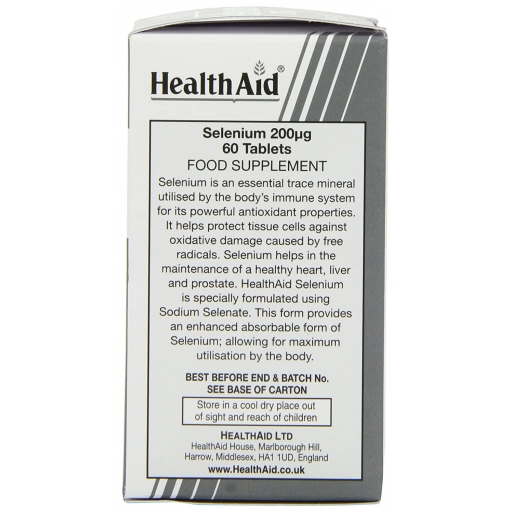 HealthAid®
Selenium 200µg
60 Tablets
FOOD SUPPLEMENT
Selenium is an essential trace mineral
utilised by the body's immune system
for its powerful antioxidant properties.
It helps protect tissue cells against
oxidative damage caused by free
radicals. Selenium helps in the
maintenance of a healthy heart, liver
and prostate. HealthAid Selenium
is specially formulated using
Sodium Selenate. This form provides
an enhanced absorbable form of
Selenium; allowing for maximum
utilisation by the body.
BEST BEFORE END & BATCH No.
SEE BASE OF CARTON
Store in a cool dry place out
of sight and reach of children
HEALTHAID LTD
HealthAid House, Marlborough Hill,
Harrow, Middlesex, HA1 1UD, England
www.HealthAid.co.uk